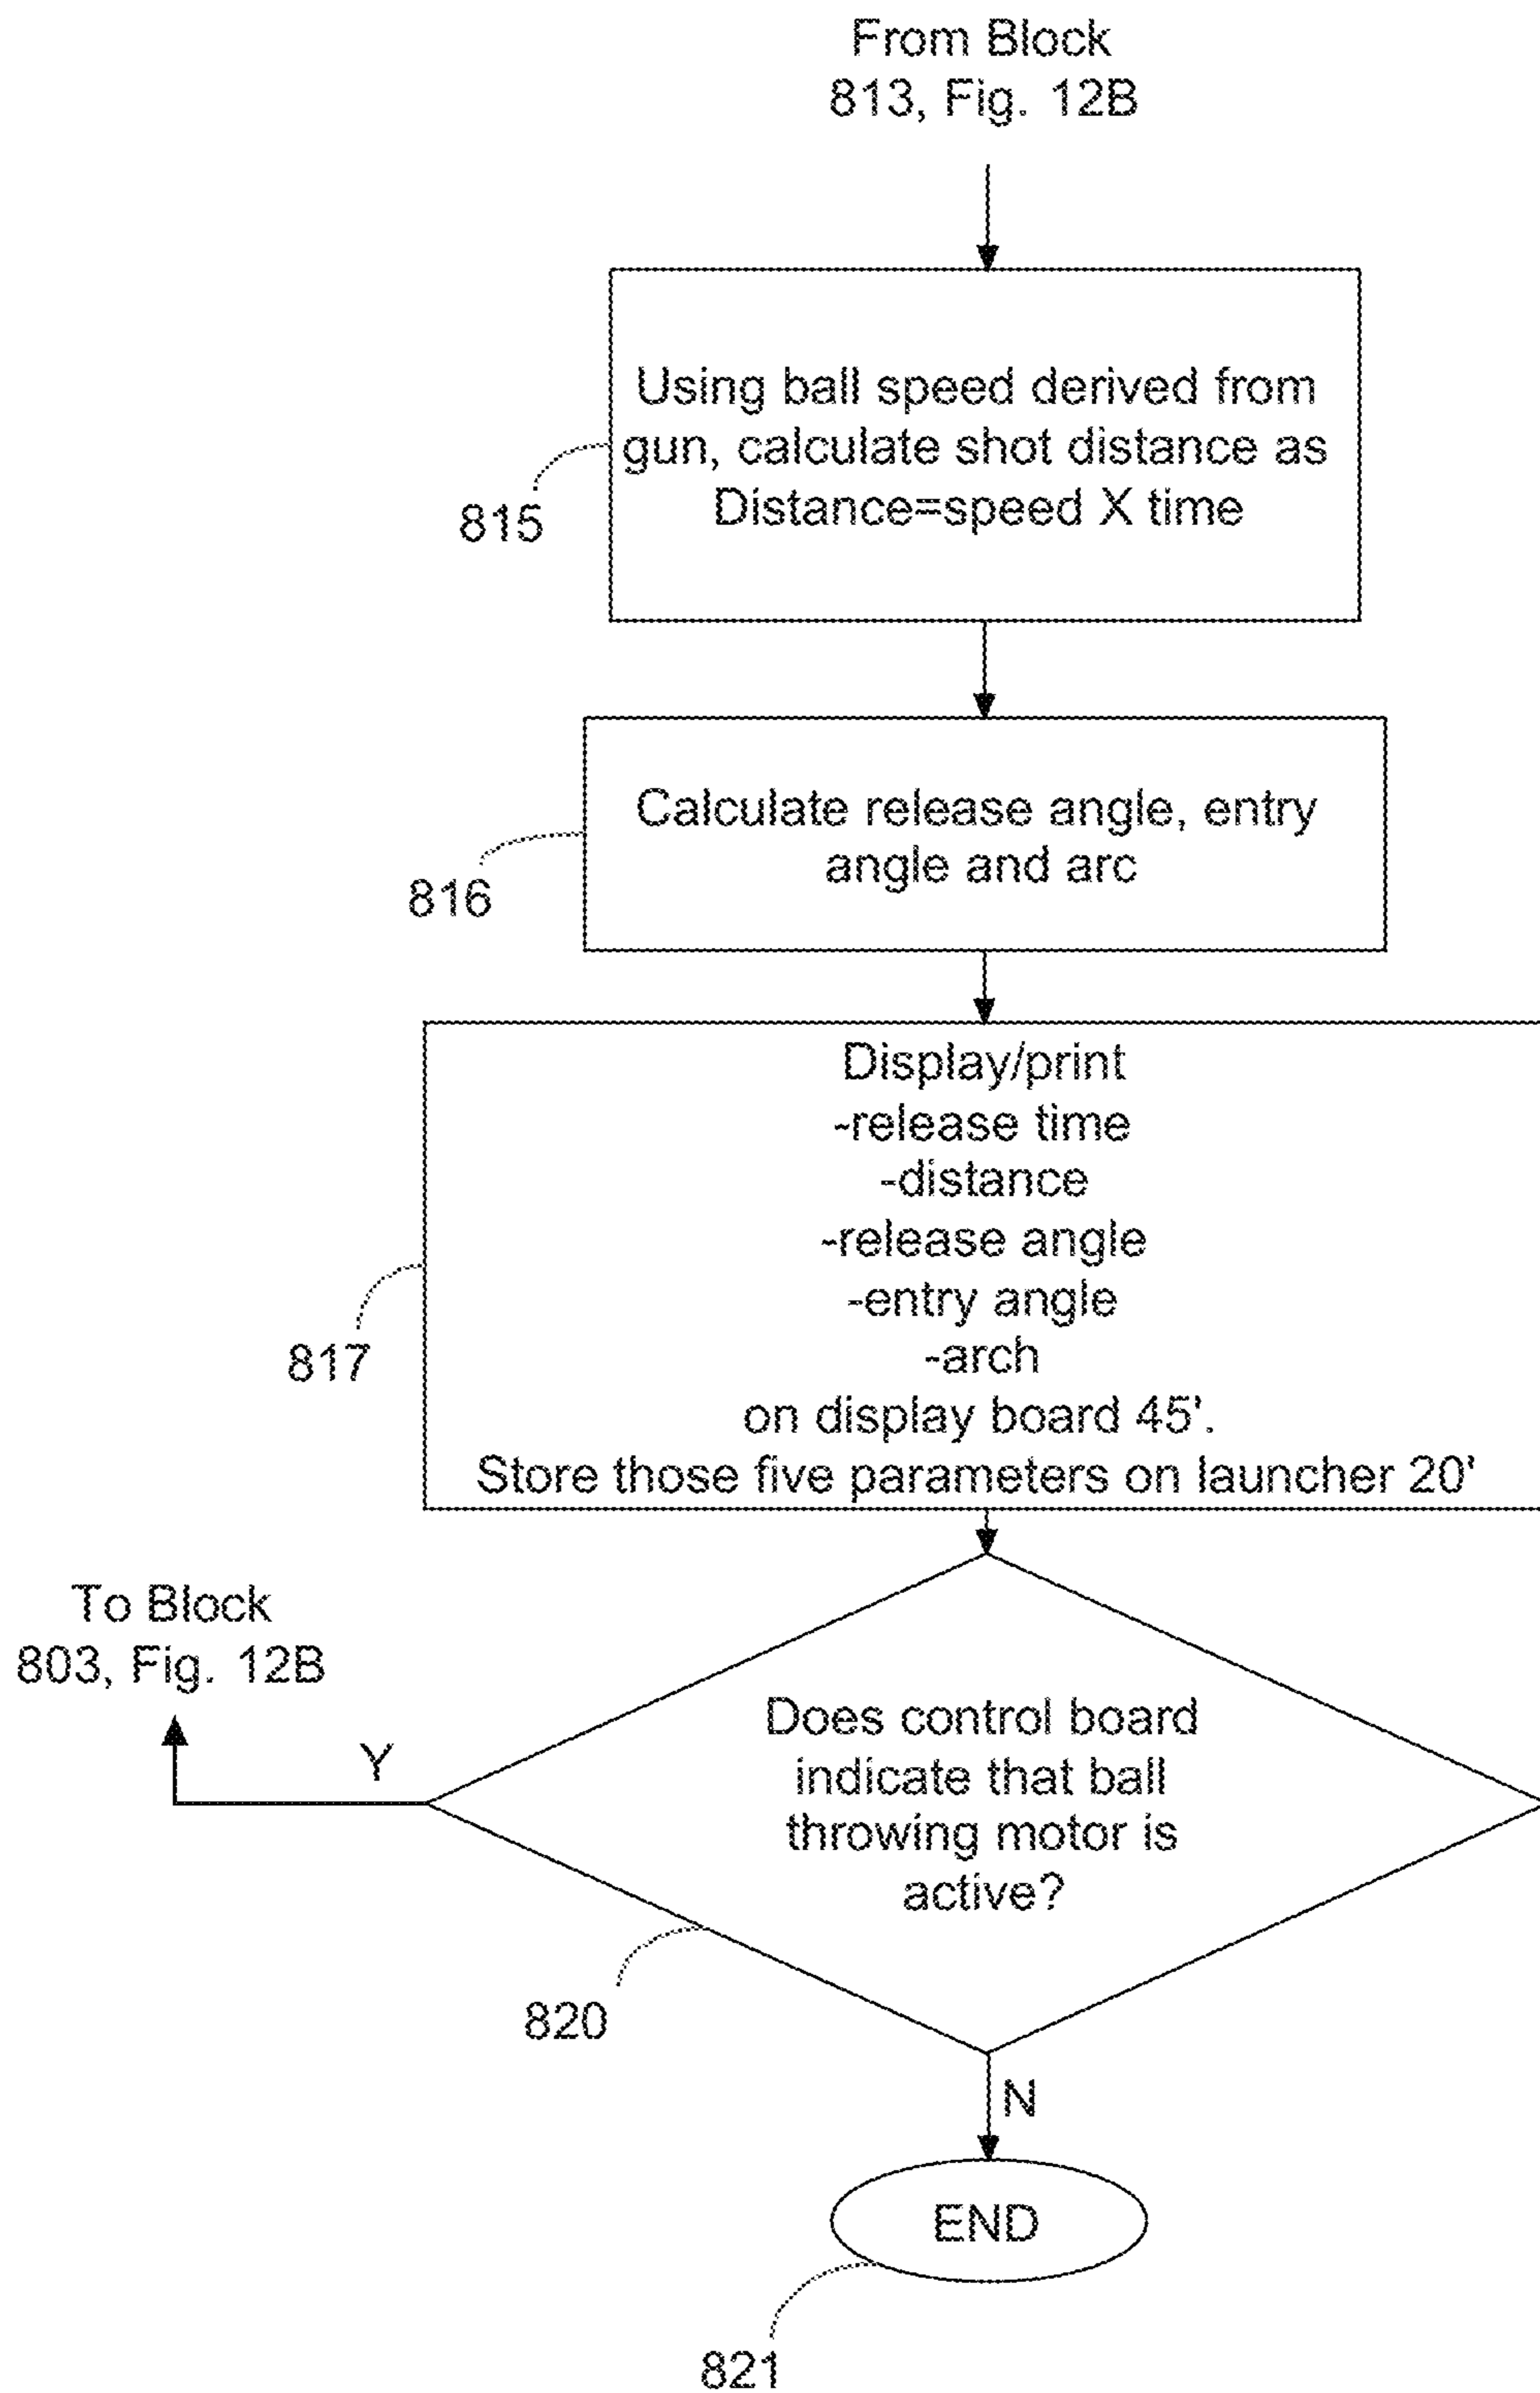 From Block
813, Fig. 12B
Using ball speed derived from
gun, calculate shot distance as
Distance=speed X time
815
Calculate release angle, entry
angle and arc
816
Display/print
-release time
-distance
-release angle
-entry angle
-arch
on display board 45'.
Store those five parameters on launcher 20'
817
To Block
803, Fig. 12B
Y
Does control board
indicate that ball
throwing motor is
active?
820
N
END
821